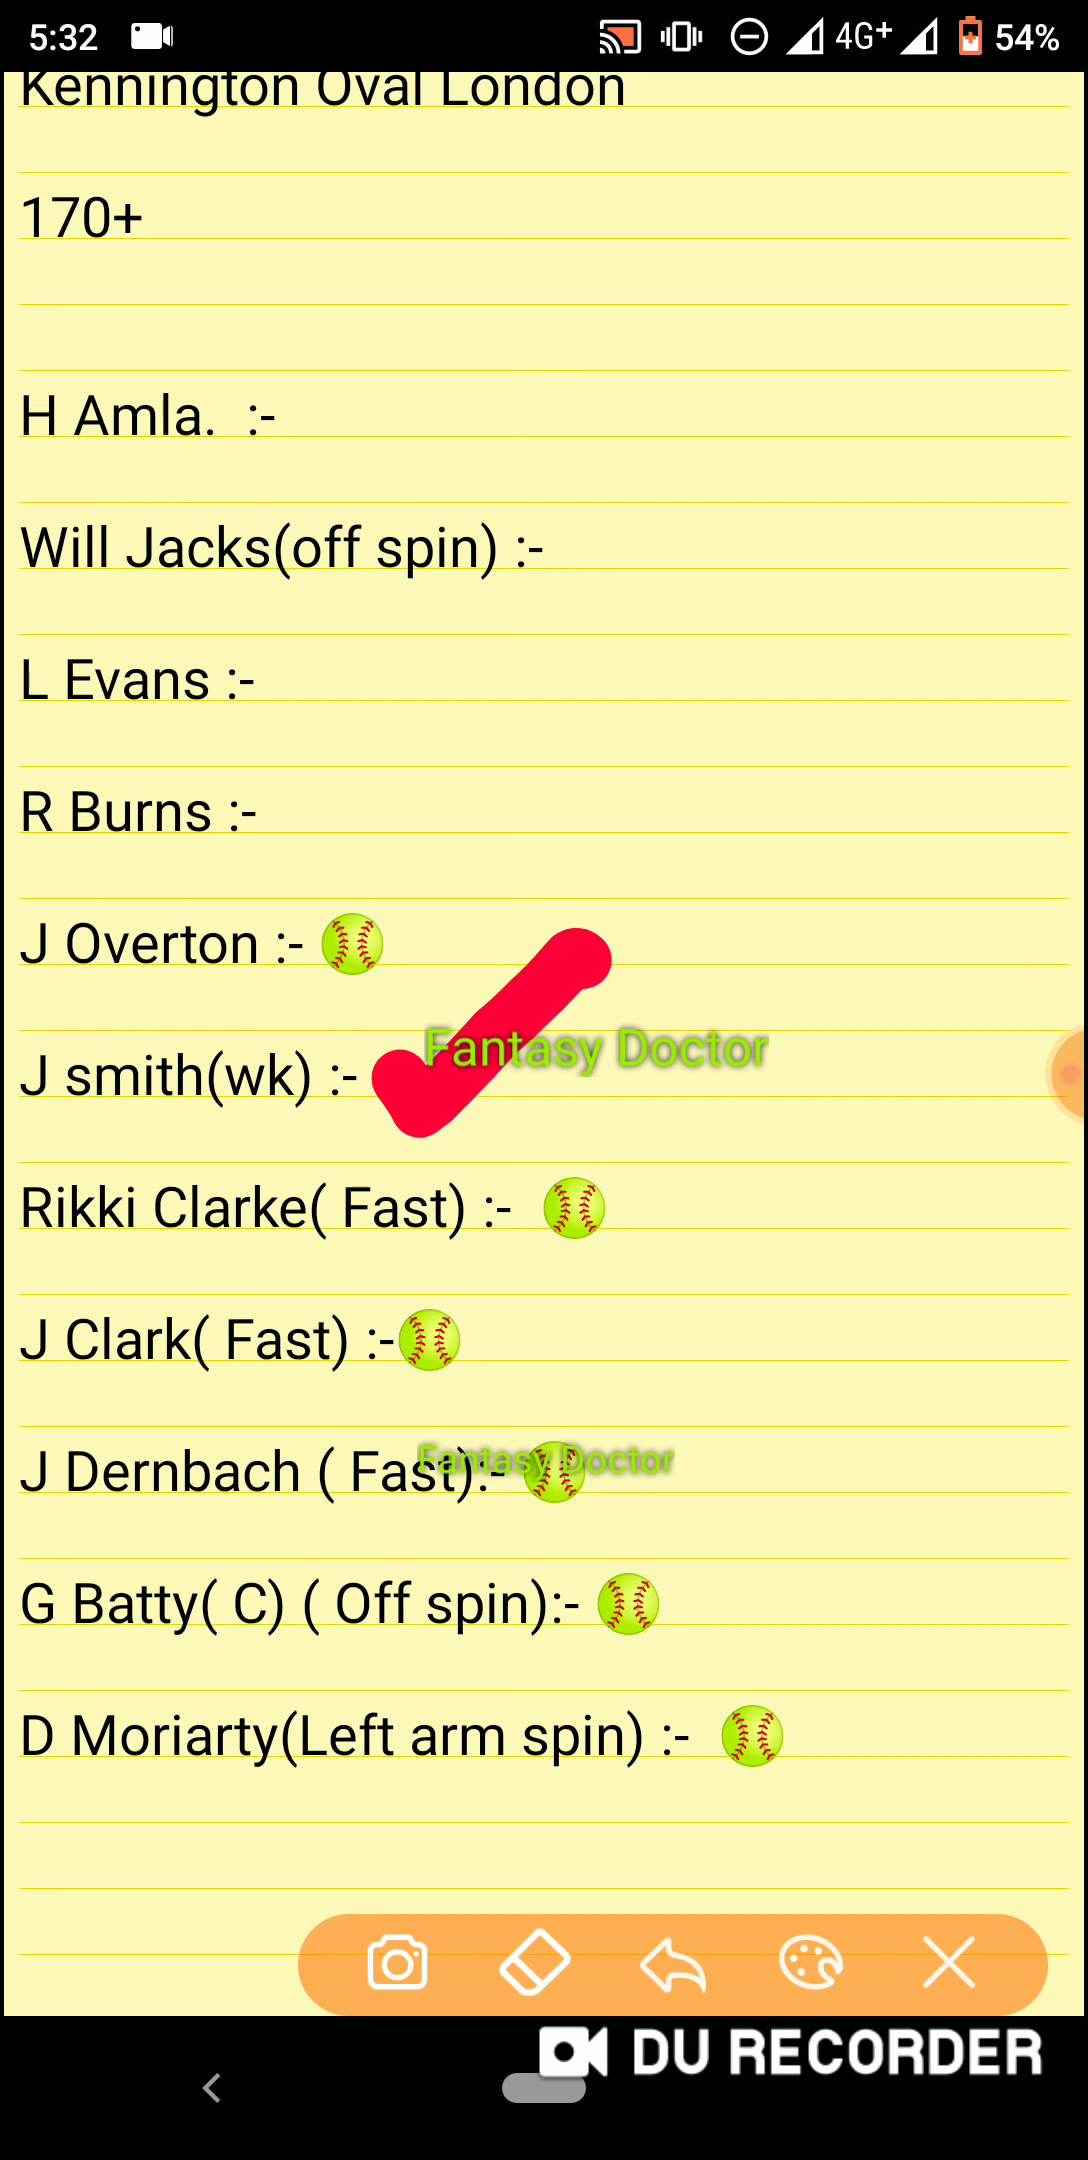 5:32 4G+ 54%
Kennington Oval London
170+
H Amla. :-
Will Jacks(off spin) :-
L Evans :-
R Burns :-
J Overton :-
Fantasy Doctor
J smith(wk) :-
Rikki Clarke( Fast) :-
J Clark( Fast) :-
J Dernbach ( Fast):-
Fantasy Doctor
G Batty( C) ( Off spin):-
D Moriarty(Left arm spin) :-
DU RECORDER